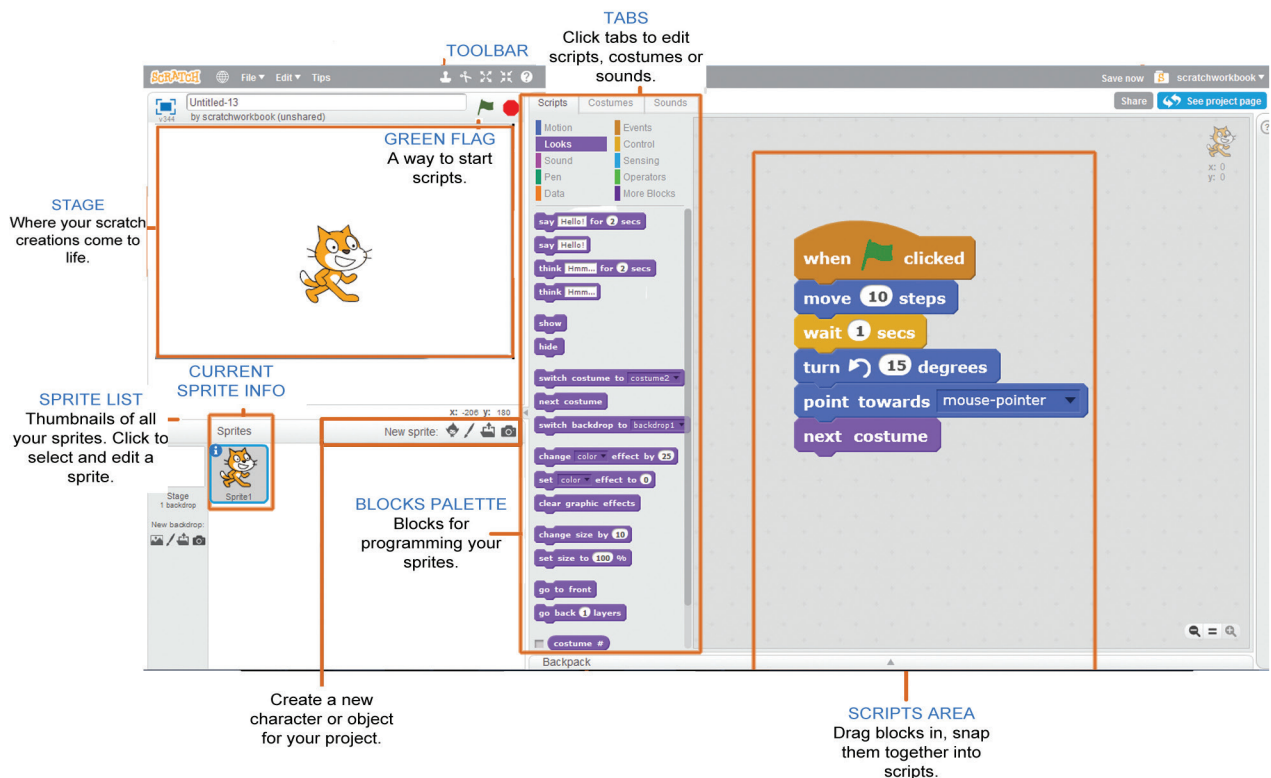 TABS
Click tabs to edit
scripts, costumes or
sounds.
TOOLBAR
SCRATCH File Edit Tips
Save now S scratchworkbook
Untitled-13
v344 by scratchworkbook (unshared)
Scripts Costumes Sounds
Share See project page
GREEN FLAG
A way to start
scripts.
STAGE
Where your scratch
creations come to
life.
Motion Events
Looks Control
Sound Sensing
Pen Operators
Data More Blocks
x: 0
y: 0
say Hello! for 2 secs
say Hello!
think Hmm... for 2 secs
think Hmm...
show
hide
switch costume to costume2
next costume
switch backdrop to backdrop1
change color effect by 25
set color effect to 0
clear graphic effects
change size by 10
set size to 100 %
go to front
go back 1 layers
costume #
Backpack
when clicked
move 10 steps
wait 1 secs
turn 15 degrees
point towards mouse-pointer
next costume
CURRENT
SPRITE INFO
SPRITE LIST
Thumbnails of all
your sprites. Click to
select and edit a
sprite.
x: -206 y: 180
Sprites New sprite:
Sprite1
Stage
1 backdrop
New backdrop:
BLOCKS PALETTE
Blocks for
programming your
sprites.
Create a new
character or object
for your project.
SCRIPTS AREA
Drag blocks in, snap
them together into
scripts.